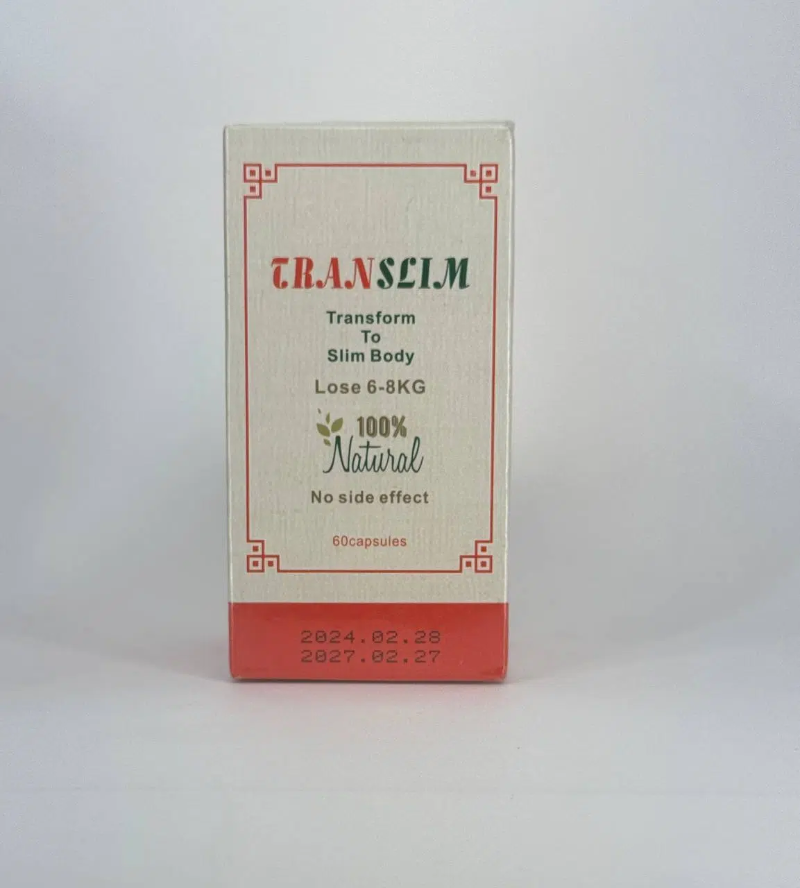 TRANSLIM
Transform
To
Slim Body
Lose 6-8KG
100%
Natural
No side effect
60capsules
2024.02.28
2027.02.27